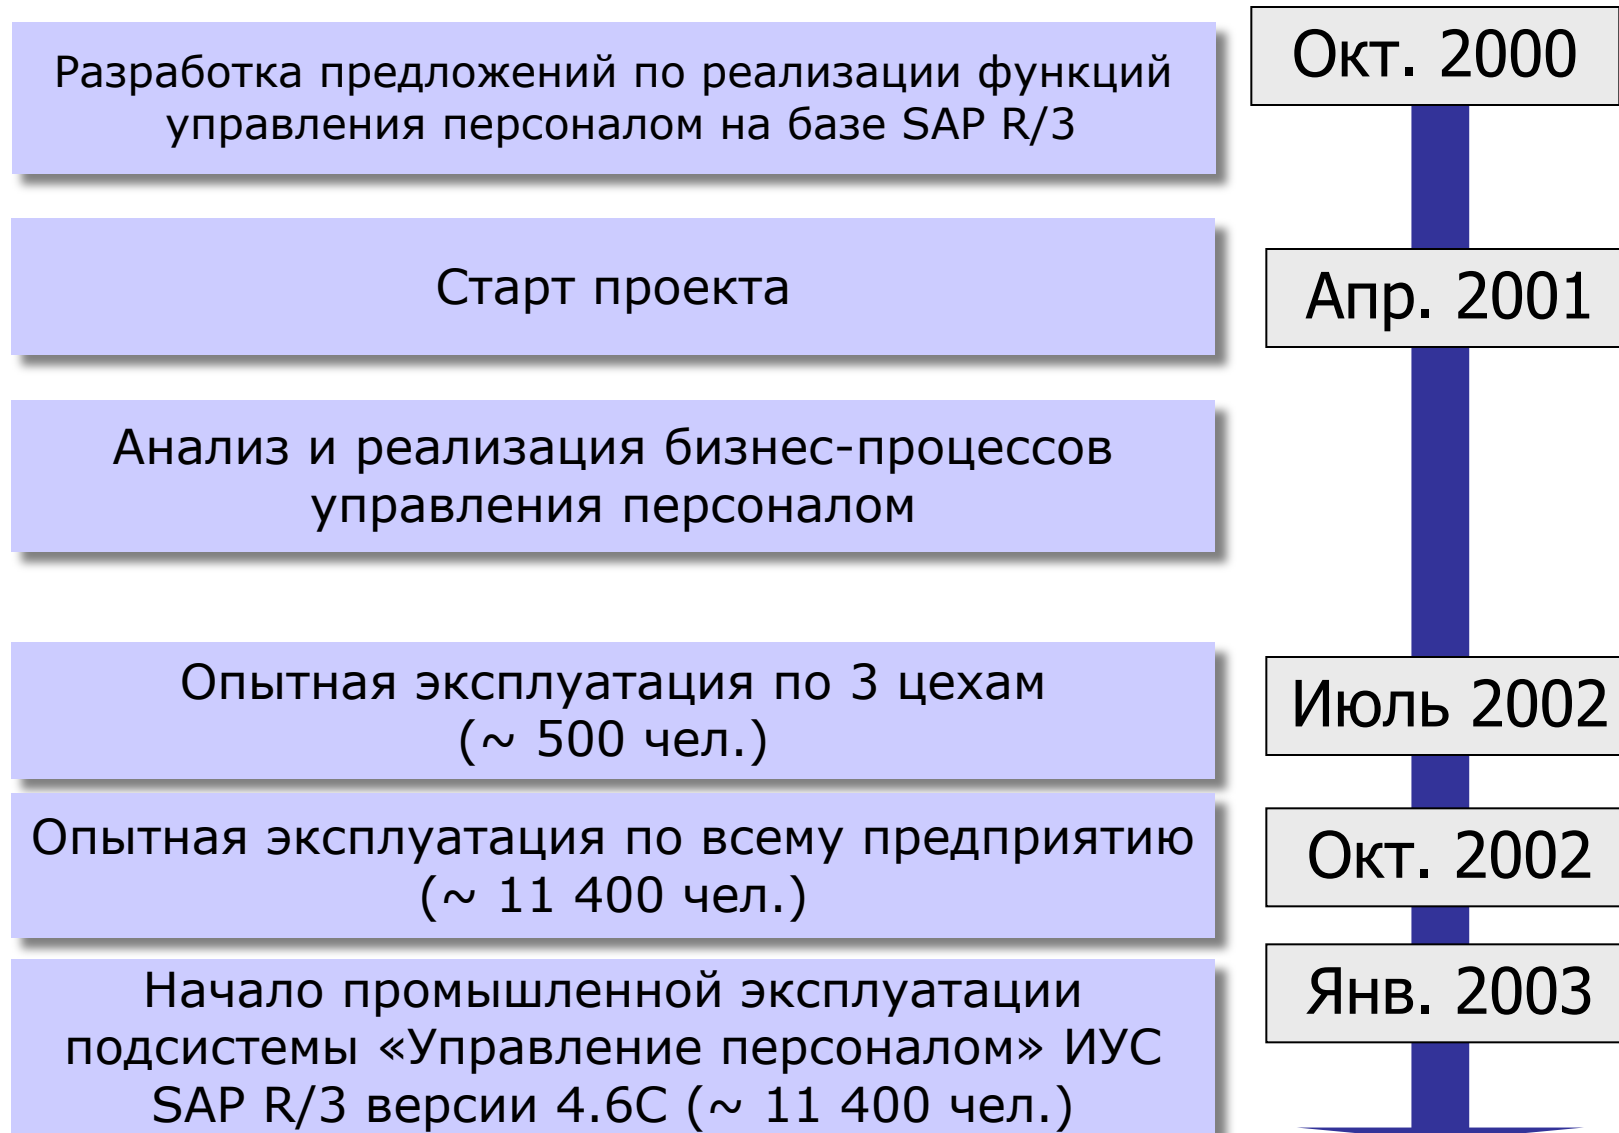 Разработка предложений по реализации функций
управления персоналом на базе SAP R/3
Окт. 2000
Старт проекта
Апр. 2001
Анализ и реализация бизнес-процессов
управления персоналом
Опытная эксплуатация по 3 цехам
(~ 500 чел.)
Июль 2002
Опытная эксплуатация по всему предприятию
(~ 11 400 чел.)
Окт. 2002
Начало промышленной эксплуатации
подсистемы «Управление персоналом» ИУС
SAP R/3 версии 4.6С (~ 11 400 чел.)
Янв. 2003